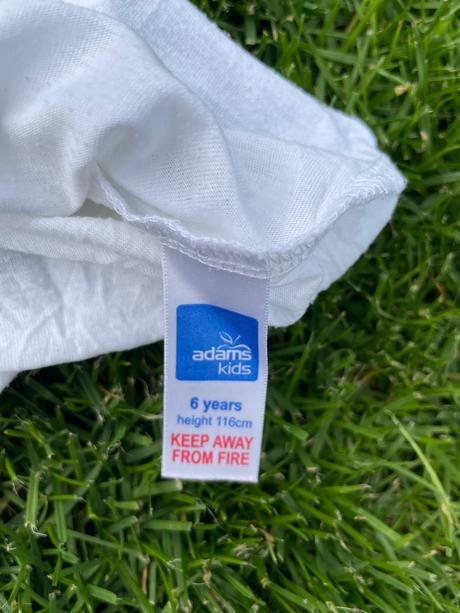 adams
kids
6 years
height 116cm
KEEP AWAY
FROM FIRE